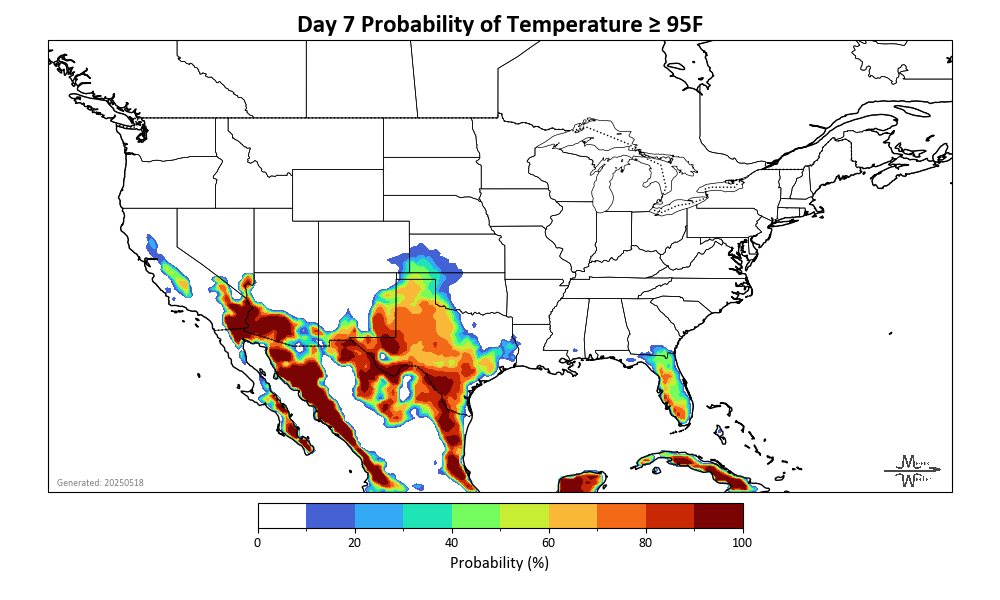 Day 7 Probability of Temperature ≥ 95F
Generated: 20250518
0 20 40 60 80 100
Probability (%)